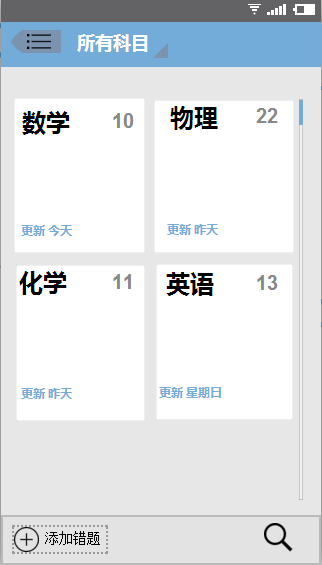 所有科目
数学 10
物理 22
更新 今天
更新 昨天
化学 11
英语 13
更新 昨天
更新 星期日
添加错题